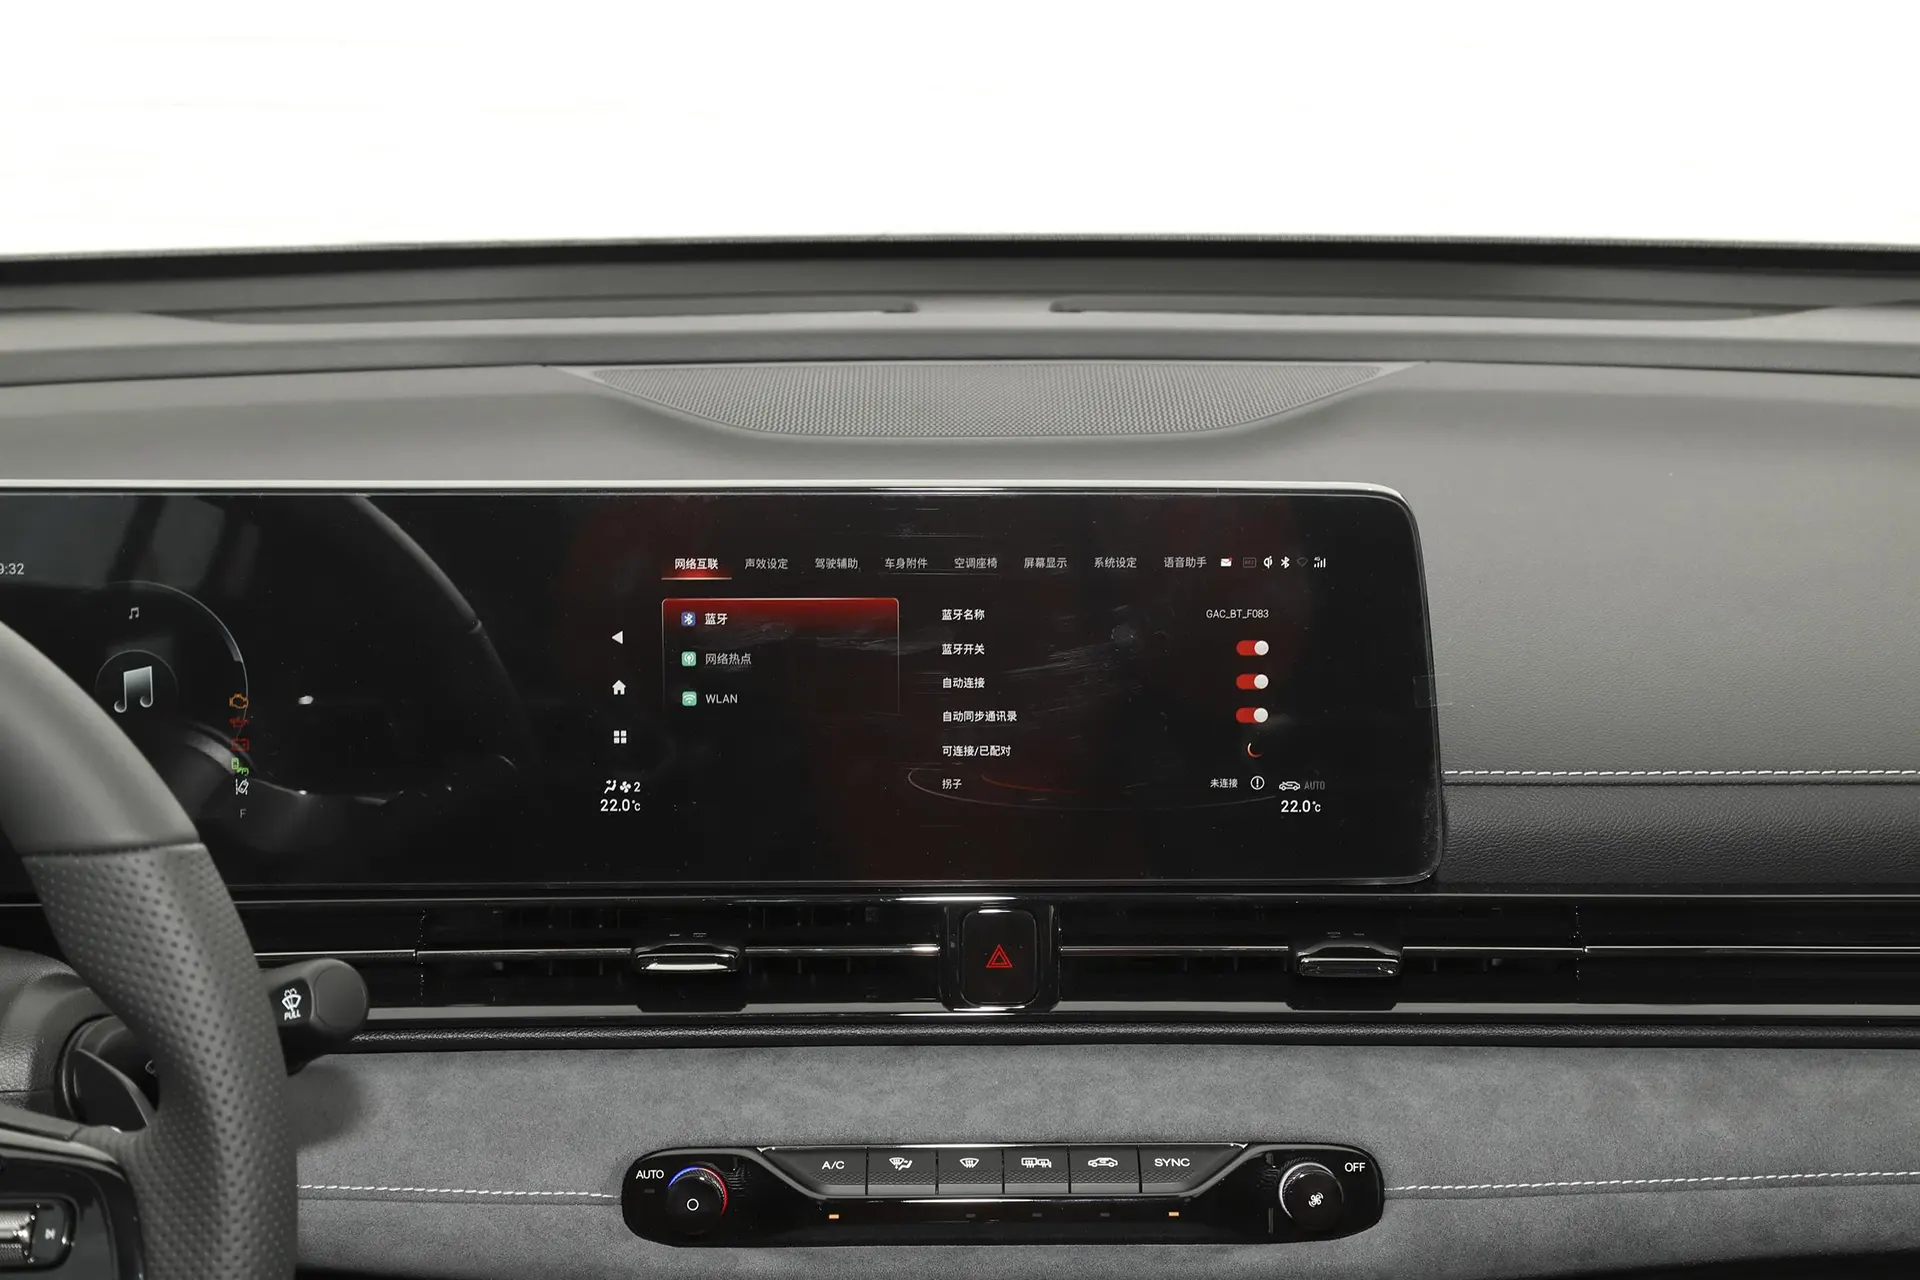 9:32
网络互联 声效设定 驾驶辅助 车身附件 空调座椅 屏幕显示 系统设定 语音助手
蓝牙
网络热点
WLAN
蓝牙名称 GAC_BT_F083
蓝牙开关
自动连接
自动同步通讯录
可连接/已配对
拐子 未连接
2
22.0°c
AUTO
22.0°c
F
PULL
AUTO
A/C
SYNC
OFF